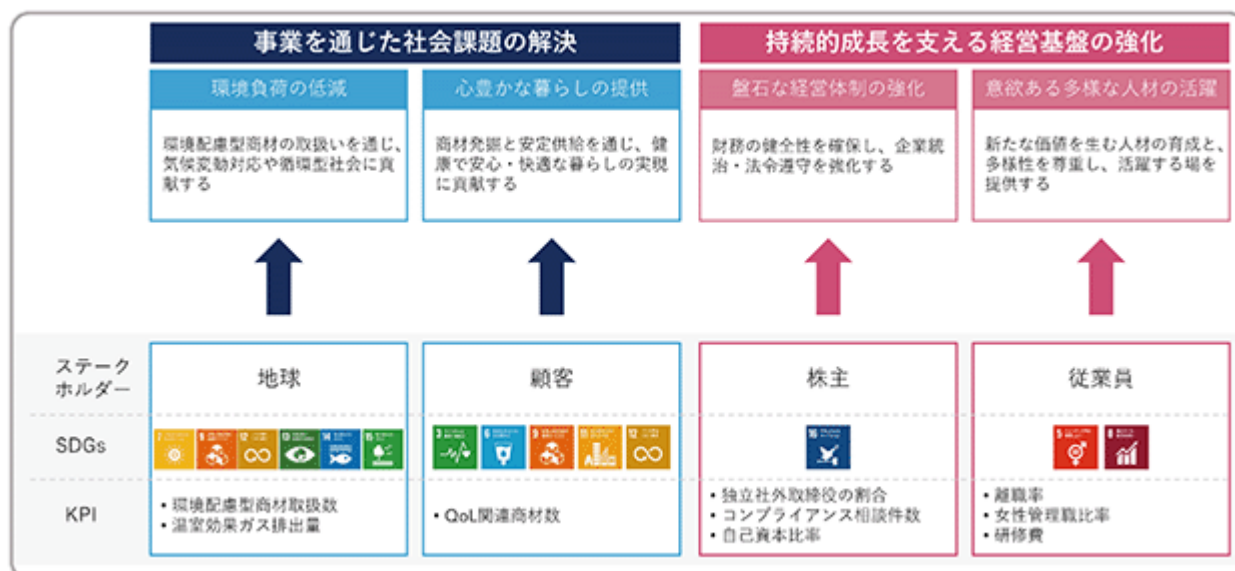 事業を通じた社会課題の解決
持続的成長を支える経営基盤の強化
環境負荷の低減
心豊かな暮らしの提供
盤石な経営体制の強化
意欲ある多様な人材の活躍
環境配慮型商材の取扱いを通じ、
気候変動対応や循環型社会に貢
献する
商材発掘と安定供給を通じ、健
康で安心・快適な暮らしの実現
に貢献する
財務の健全性を確保し、企業統
治・法令遵守を強化する
新たな価値を生む人材の育成と、
多様性を尊重し、活躍する場を
提供する
ステーク
ホルダー
地球
顧客
株主
従業員
SDGs
7
9
12
13
14
15
3
6
9
11
12
16
5
8
KPI
• 環境配慮型商材取扱数
• 温室効果ガス排出量
• QoL関連商材数
• 独立社外取締役の割合
• コンプライアンス相談件数
• 自己資本比率
• 離職率
• 女性管理職比率
• 研修費